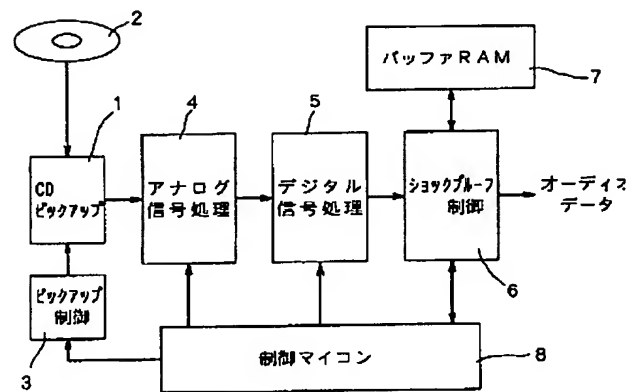 2
1
4
5
バッファRAM
7
CD
ピックアップ
アナログ
信号処理
デジタル
信号処理
ショックプルーフ
制御
オーディオ
データ
6
ピックアップ
制御
3
制御マイコン
8